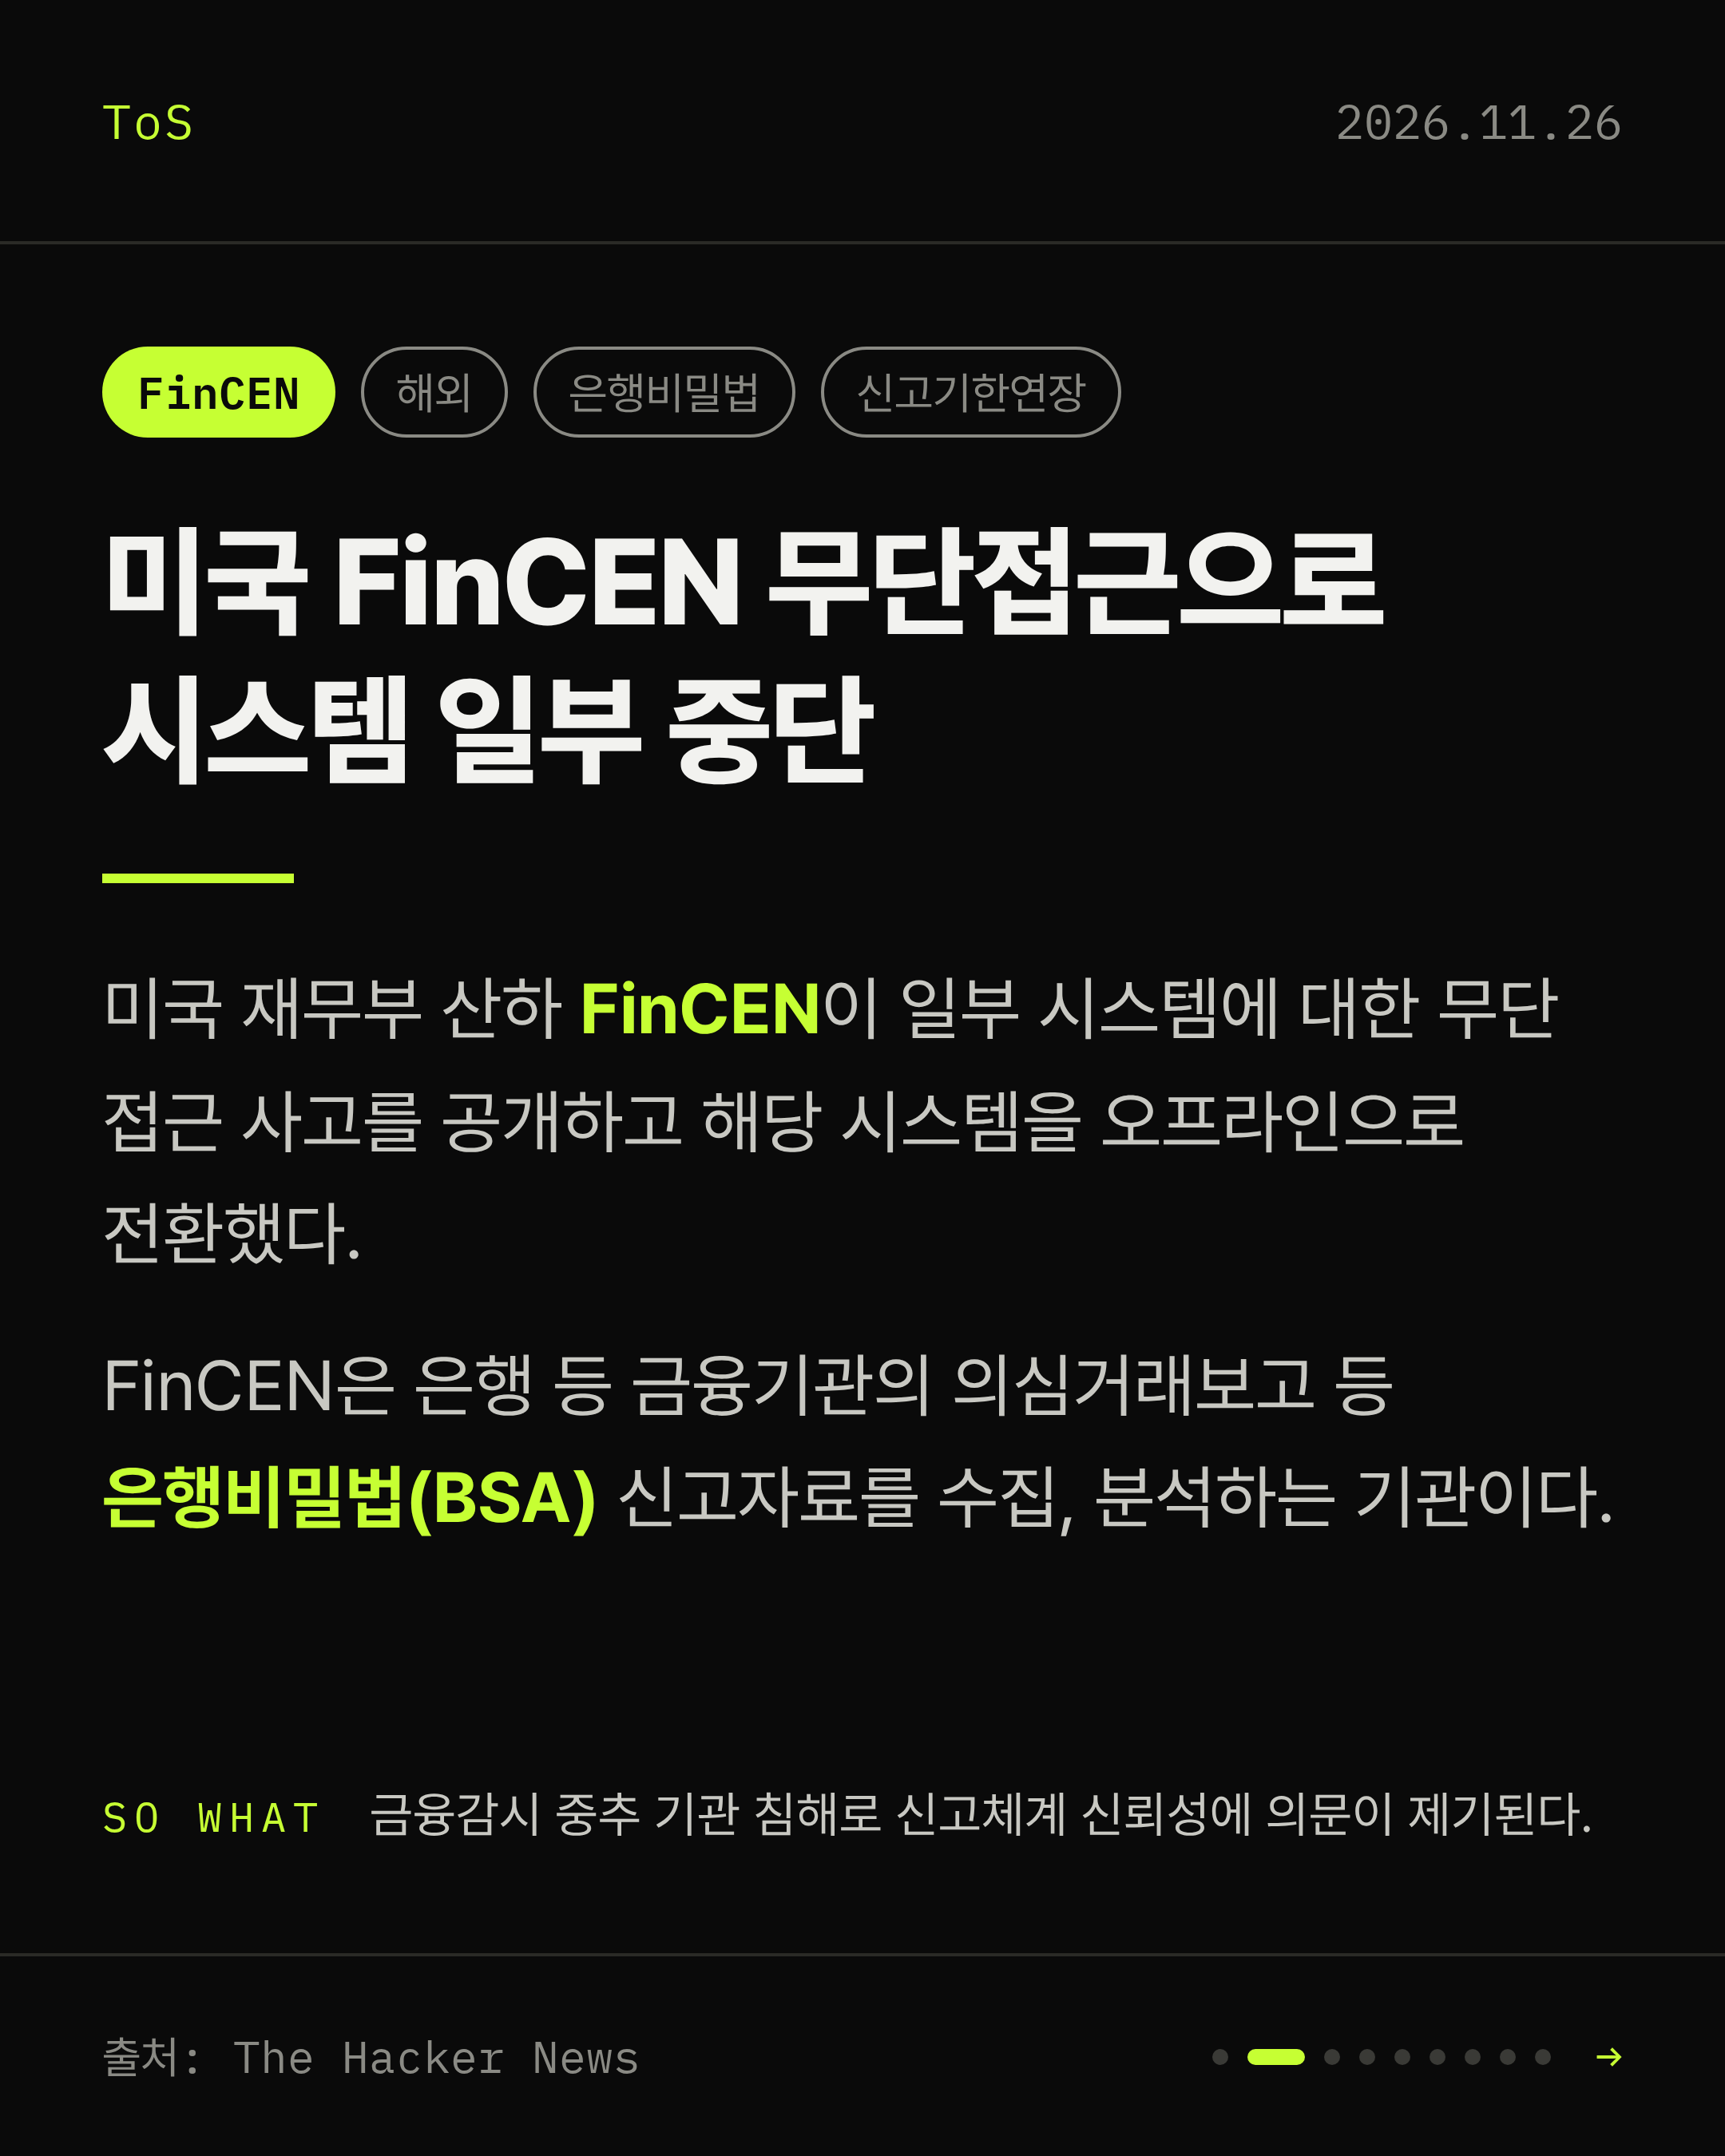 ToS
2026.11.26
FinCEN
해외
은행비밀법
신고기한연장
미국 FinCEN 무단접근으로
시스템 일부 중단
미국 재무부 산하 FinCEN이 일부 시스템에 대한 무단
접근 사고를 공개하고 해당 시스템을 오프라인으로
전환했다.
FinCEN은 은행 등 금융기관의 의심거래보고 등
은행비밀법(BSA) 신고자료를 수집, 분석하는 기관이다.
SO WHAT 금융감시 중추 기관 침해로 신고체계 신뢰성에 의문이 제기된다.
출처: The Hacker News
→